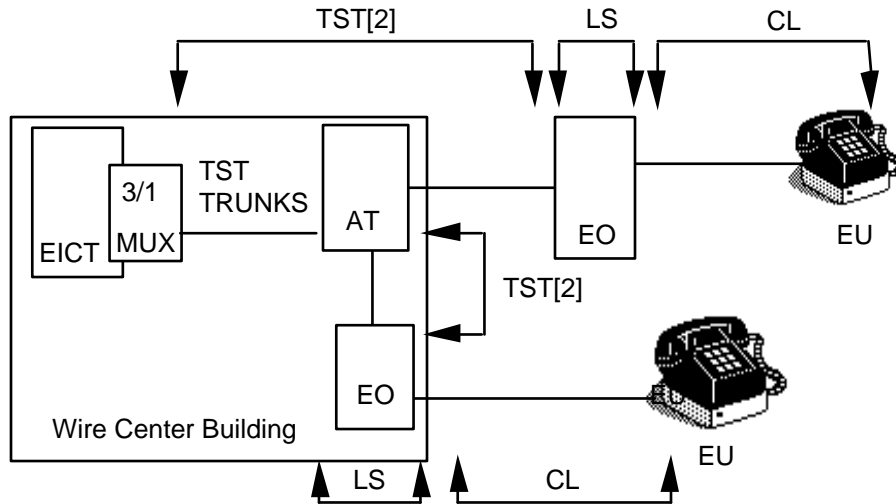 TST[2]
LS
CL
3/1
MUX
EICT
TST
TRUNKS
AT
EO
EU
TST[2]
EO
EU
Wire Center Building
EU
LS
CL